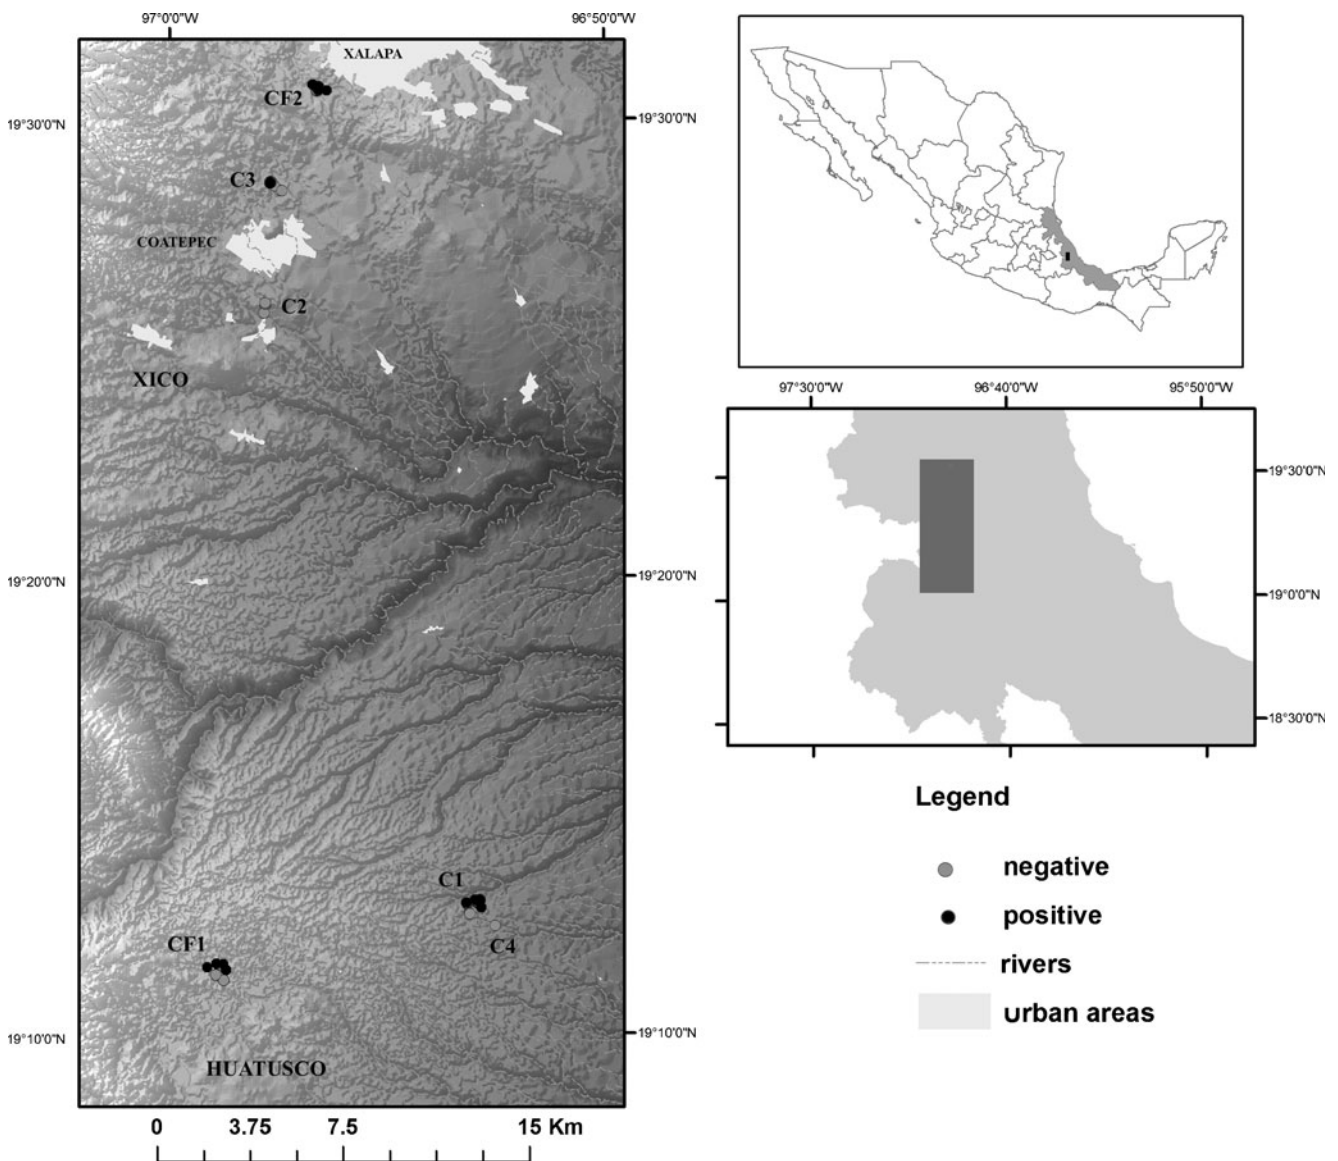 97°0'0"W 96°50'0"W
XALAPA
CF2
19°30'0"N 19°30'0"N
C3
COATEPEC
C2
XICO
19°20'0"N 19°20'0"N
C1
C4
CF1
19°10'0"N 19°10'0"N
HUATUSCO
0 3.75 7.5 15 Km
97°30'0"W 96°40'0"W 95°50'0"W
19°30'0"N
19°0'0"N
18°30'0"N
Legend
negative
positive
rivers
urban areas